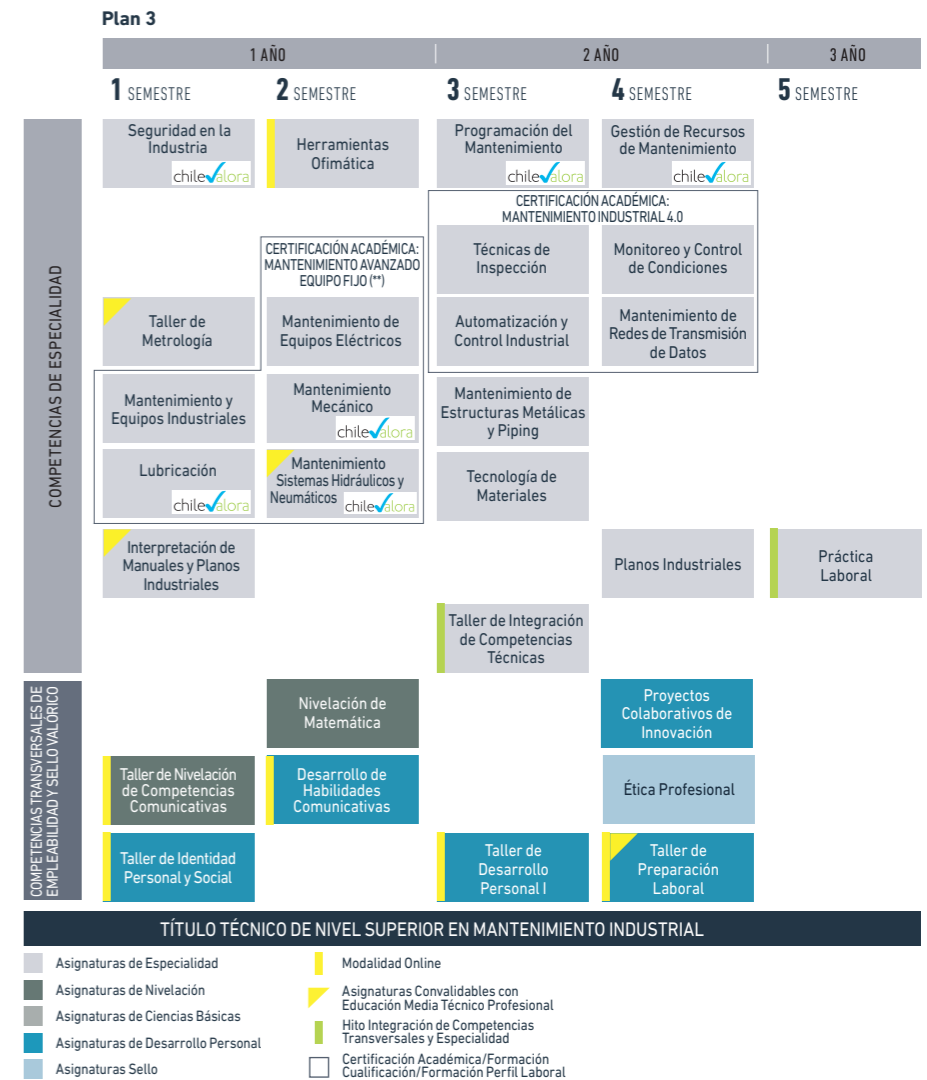 Plan 3
1 AÑO
2 AÑO
3 AÑO
1 SEMESTRE
2 SEMESTRE
3 SEMESTRE
4 SEMESTRE
5 SEMESTRE
COMPETENCIAS DE ESPECIALIDAD
Seguridad en la
Industria
chilevalora
Herramientas
Ofimática
Programación del
Mantenimiento
chilevalora
Gestión de Recursos
de Mantenimiento
chilevalora
CERTIFICACIÓN ACADÉMICA:
MANTENIMIENTO INDUSTRIAL 4.0
Técnicas de
Inspección
Monitoreo y Control
de Condiciones
CERTIFICACIÓN ACADÉMICA:
MANTENIMIENTO AVANZADO
EQUIPO FIJO (**)
Taller de
Metrología
Mantenimiento de
Equipos Eléctricos
Automatización y
Control Industrial
Mantenimiento de
Redes de Transmisión
de Datos
Mantenimiento y
Equipos Industriales
Mantenimiento
Mecánico
chilevalora
Mantenimiento de
Estructuras Metálicas
y Piping
Lubricación
chilevalora
Mantenimiento
Sistemas Hidráulicos y
Neumáticos
chilevalora
Tecnología de
Materiales
Interpretación de
Manuales y Planos
Industriales
Planos Industriales
Práctica
Laboral
Taller de Integración
de Competencias
Técnicas
COMPETENCIAS TRANSVERSALES DE
EMPLEABILIDAD Y SELLO VALÓRICO
Nivelación de
Matemática
Proyectos
Colaborativos de
Innovación
Taller de Nivelación
de Competencias
Comunicativas
Desarrollo de
Habilidades
Comunicativas
Ética Profesional
Taller de Identidad
Personal y Social
Taller de
Desarrollo
Personal I
Taller de
Preparación
Laboral
TÍTULO TÉCNICO DE NIVEL SUPERIOR EN MANTENIMIENTO INDUSTRIAL
Asignaturas de Especialidad
Asignaturas de Nivelación
Asignaturas de Ciencias Básicas
Asignaturas de Desarrollo Personal
Asignaturas Sello
Modalidad Online
Asignaturas Convalidables con
Educación Media Técnico Profesional
Hito Integración de Competencias
Transversales y Especialidad
Certificación Académica/Formación
Cualificación/Formación Perfil Laboral